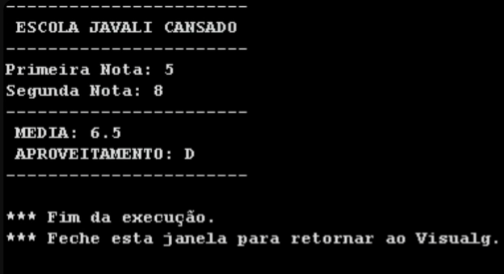 -----------------------
ESCOLA JAVALI CANSADO
-----------------------
Primeira Nota: 5
Segunda Nota: 8
-----------------------
MEDIA: 6.5
APROVEITAMENTO: D
-----------------------
*** Fim da execução.
*** Feche esta janela para retornar ao Visualg.